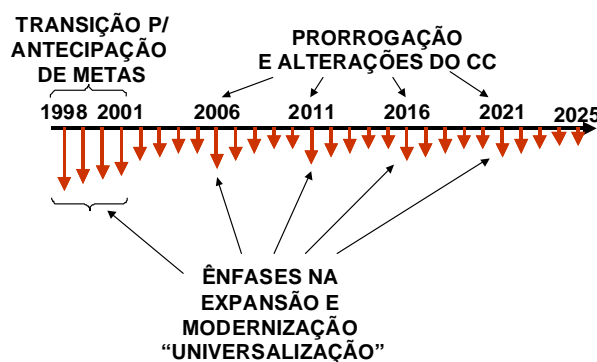 TRANSIÇÃO P/
ANTECIPAÇÃO
DE METAS
PRORROGAÇÃO
E ALTERAÇÕES DO CC
1998 2001 2006 2011 2016 2021 2025
ÊNFASES NA
EXPANSÃO E
MODERNIZAÇÃO
“UNIVERSALIZAÇÃO”